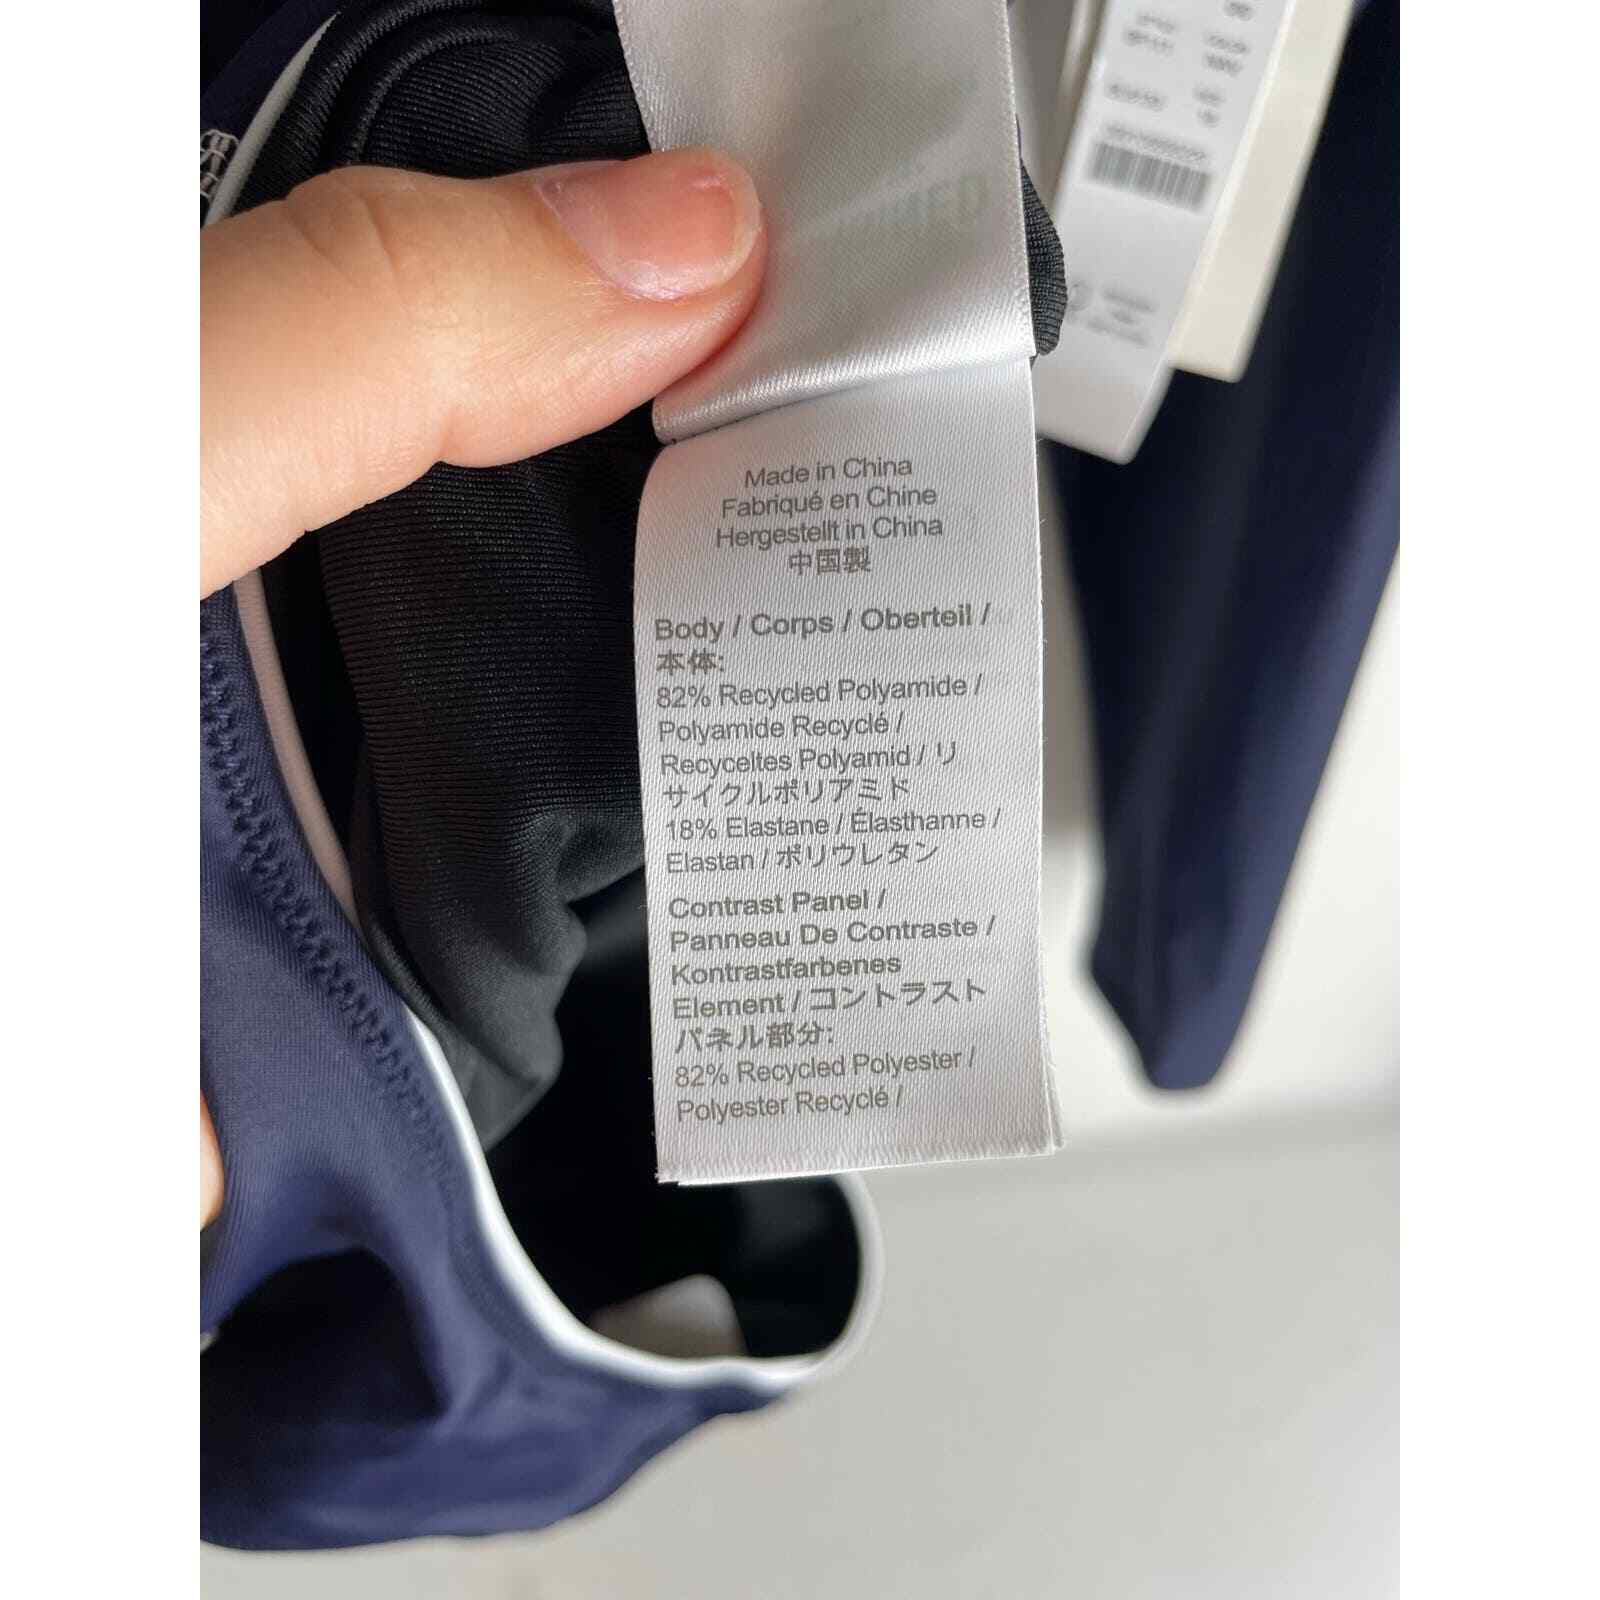 Made in China
Fabriqué en Chine
Hergestellt in China
中国製
Body / Corps / Oberteil /
本体:
82% Recycled Polyamide /
Polyamide Recyclé /
Recyceltes Polyamid / リ
サイクルポリアミド
18% Elastane / Élasthanne /
Elastan / ポリウレタン
Contrast Panel /
Panneau De Contraste /
Kontrastfarbenes
Element / コントラスト
パネル部分:
82% Recycled Polyester /
Polyester Recyclé /